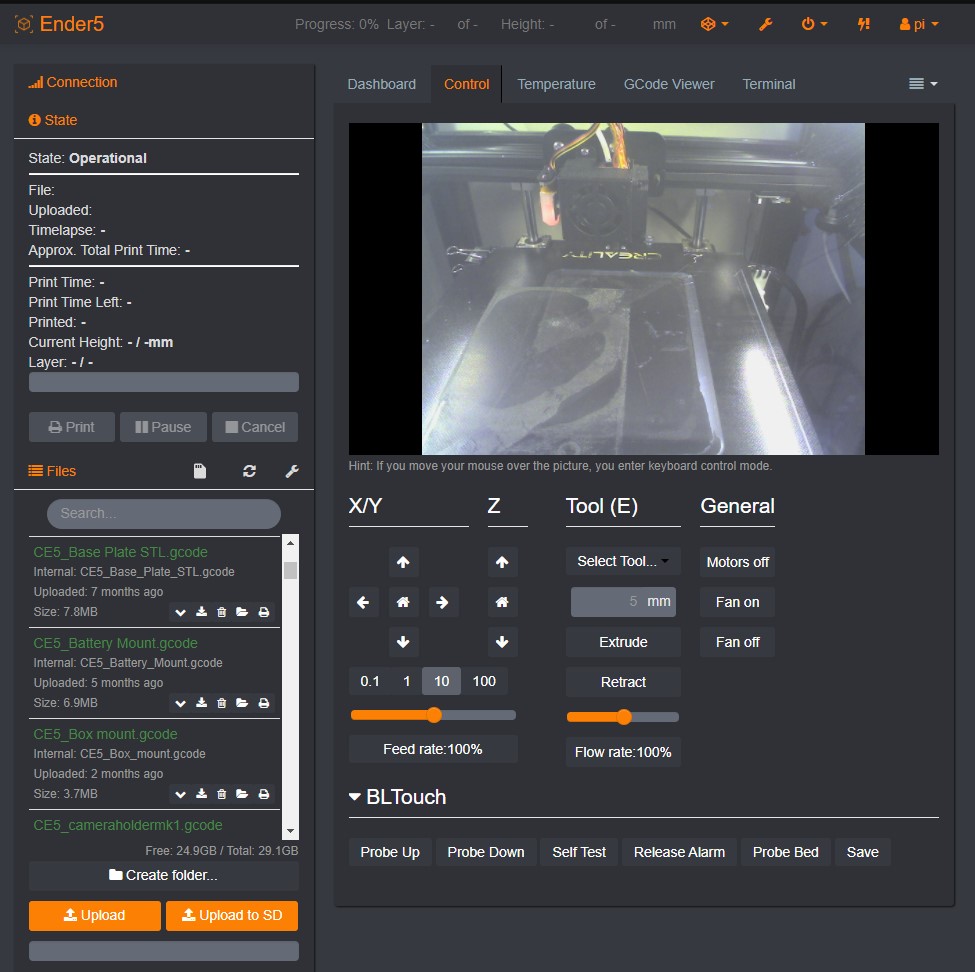 Ender5
Progress: 0% Layer: - of - Height: - of - mm
pi
Connection
State
State: Operational
File:
Uploaded:
Timelapse: -
Approx. Total Print Time: -
Print Time: -
Print Time Left: -
Printed: -
Current Height: - / -mm
Layer: - / -
Print Pause Cancel
Files
Search...
CE5_Base Plate STL.gcode
Internal: CE5_Base_Plate_STL.gcode
Uploaded: 7 months ago
Size: 7.8MB
CE5_Battery Mount.gcode
Internal: CE5_Battery_Mount.gcode
Uploaded: 5 months ago
Size: 6.9MB
CE5_Box mount.gcode
Internal: CE5_Box_mount.gcode
Uploaded: 2 months ago
Size: 3.7MB
CE5_cameraholdermk1.gcode
Free: 24.9GB / Total: 29.1GB
Create folder...
Upload Upload to SD
Dashboard Control Temperature GCode Viewer Terminal
CREALITY
Hint: If you move your mouse over the picture, you enter keyboard control mode.
X/Y Z Tool (E) General
Select Tool... Motors off
5 mm Fan on
Extrude Fan off
0.1 1 10 100 Retract
Feed rate:100% Flow rate:100%
BLTouch
Probe Up Probe Down Self Test Release Alarm Probe Bed Save